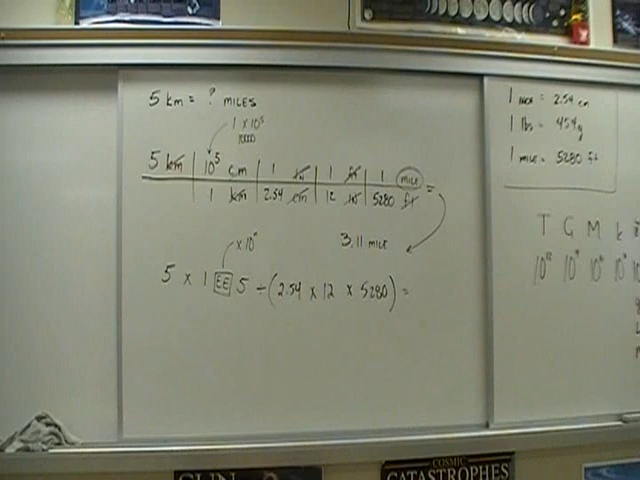 5 km = ? MILES
1 x 10⁵
10000
5 km | 10⁵ cm | 1 in | 1 ft | 1 mile =
1 km | 2.54 cm | 12 in | 5280 ft
3.11 mile
x 10ⁿ
5 x 1 EE 5 ÷ (2.54 x 12 x 5280) =
1 inch = 2.54 cm
1 lbs = 454 g
1 mile = 5280 ft
T G M k
10¹² 10⁹ 10⁶
COSMIC
CATASTROPHES